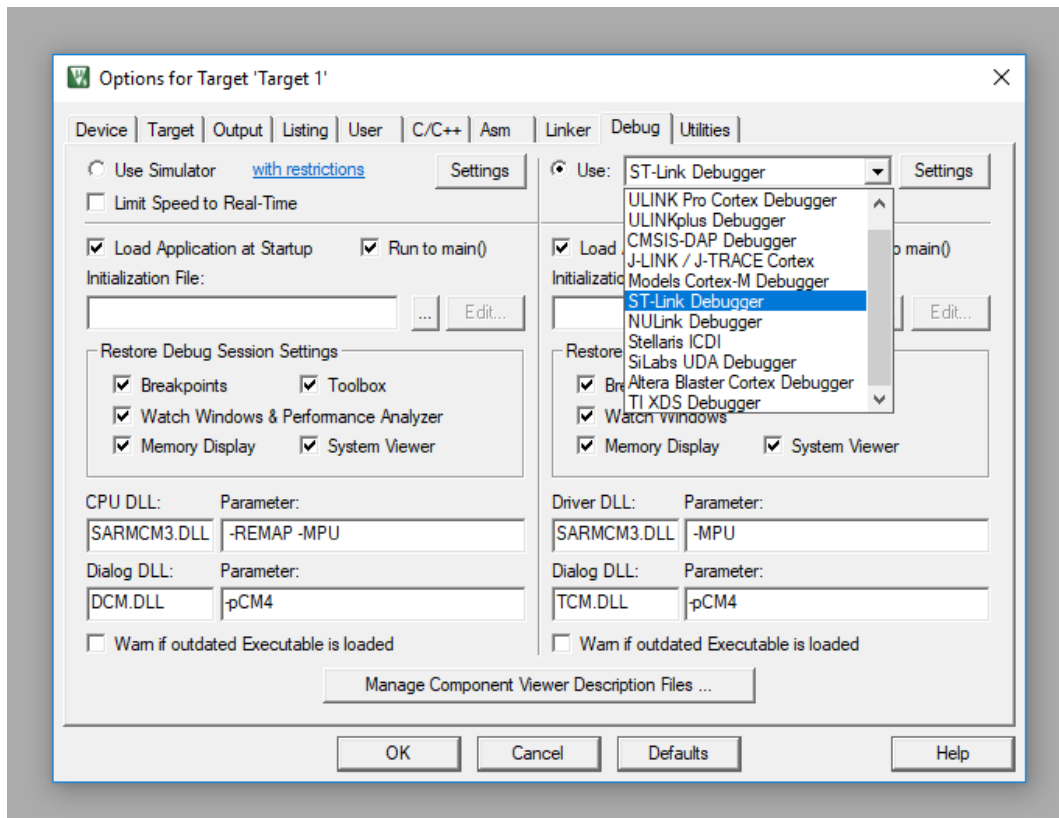 Options for Target 'Target 1'
Device Target Output Listing User C/C++ Asm Linker Debug Utilities
Use Simulator with restrictions Settings
Limit Speed to Real-Time
Load Application at Startup Run to main()
Initialization File:
... Edit...
Restore Debug Session Settings
Breakpoints Toolbox
Watch Windows & Performance Analyzer
Memory Display System Viewer
CPU DLL: Parameter:
SARMCM3.DLL -REMAP -MPU
Dialog DLL: Parameter:
DCM.DLL -pCM4
Warn if outdated Executable is loaded
Use: ST-Link Debugger Settings
ULINK Pro Cortex Debugger
ULINKplus Debugger
CMSIS-DAP Debugger
J-LINK / J-TRACE Cortex
Models Cortex-M Debugger
ST-Link Debugger
NULink Debugger
Stellaris ICDI
SiLabs UDA Debugger
Altera Blaster Cortex Debugger
TI XDS Debugger
Load main()
Edit...
Restore
Watch Windows
Memory Display System Viewer
Driver DLL: Parameter:
SARMCM3.DLL -MPU
Dialog DLL: Parameter:
TCM.DLL -pCM4
Warn if outdated Executable is loaded
Manage Component Viewer Description Files ...
OK Cancel Defaults Help